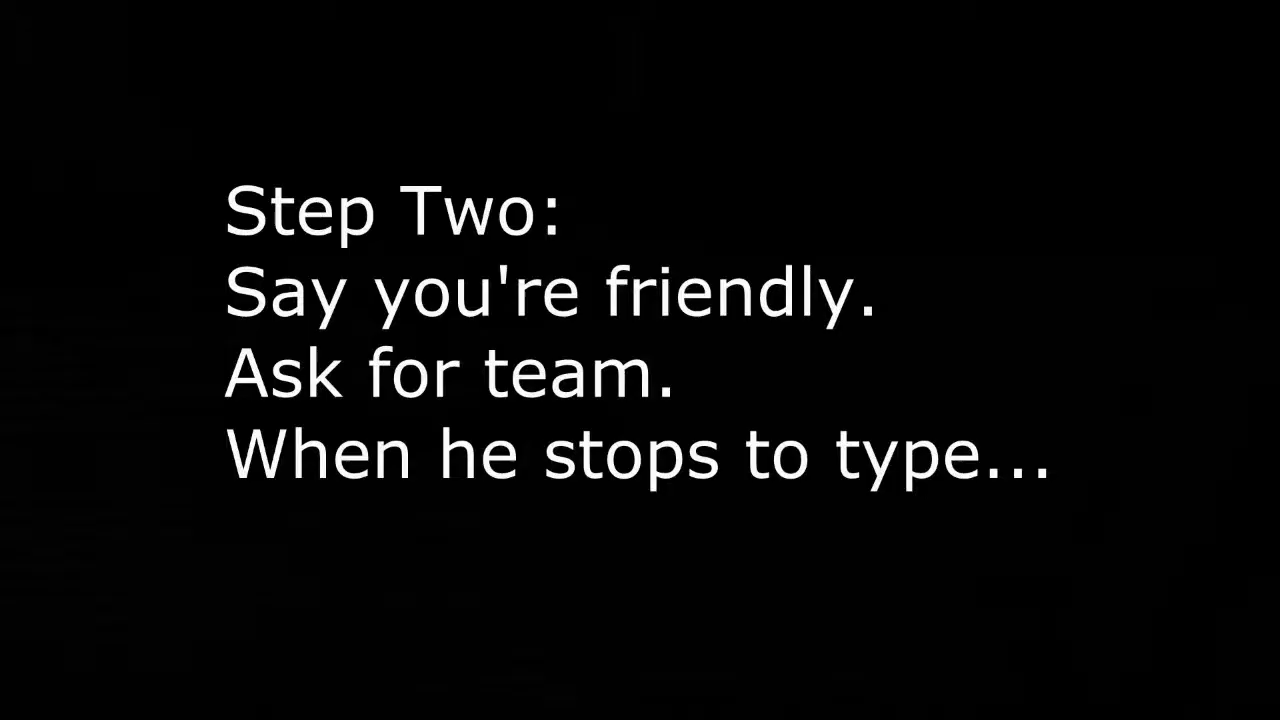 Step Two:
Say you're friendly.
Ask for team.
When he stops to type...